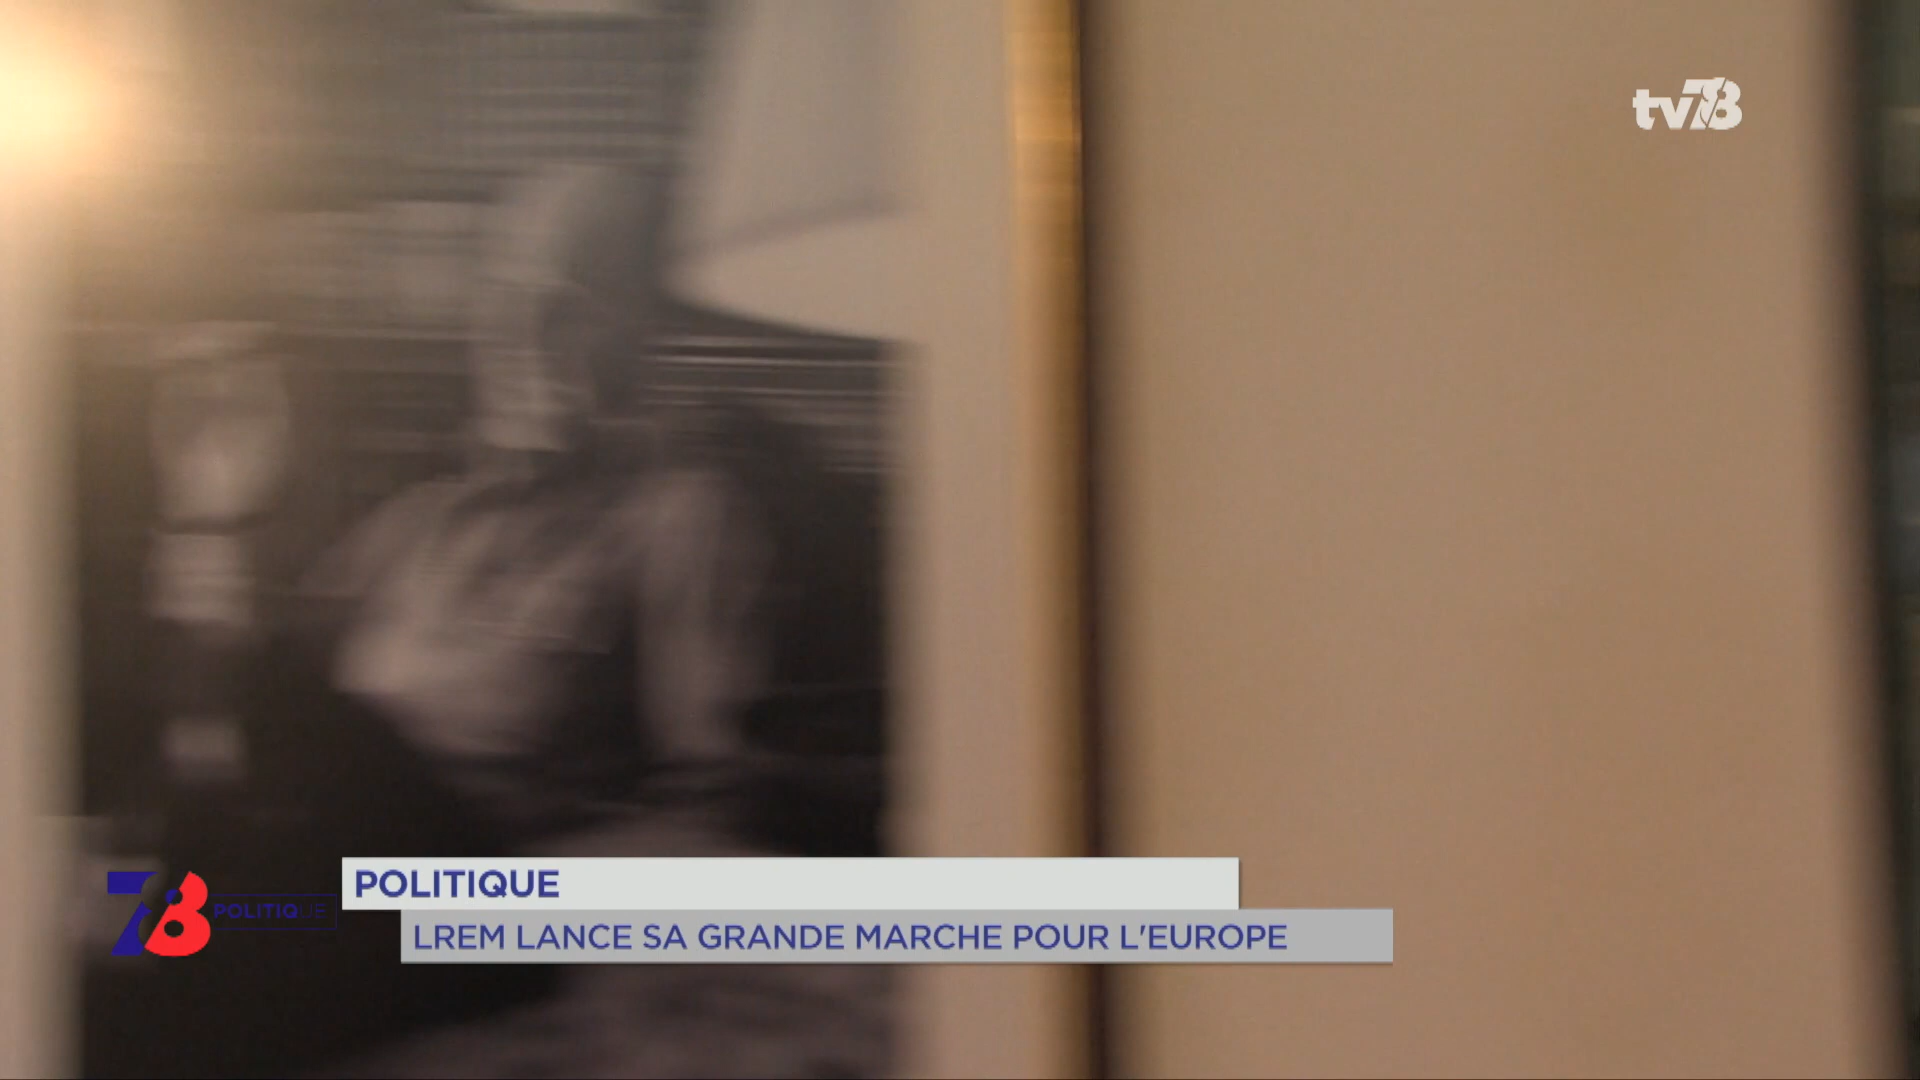 tv78
POLITIQUE
78 POLITIQUE
LREM LANCE SA GRANDE MARCHE POUR L'EUROPE